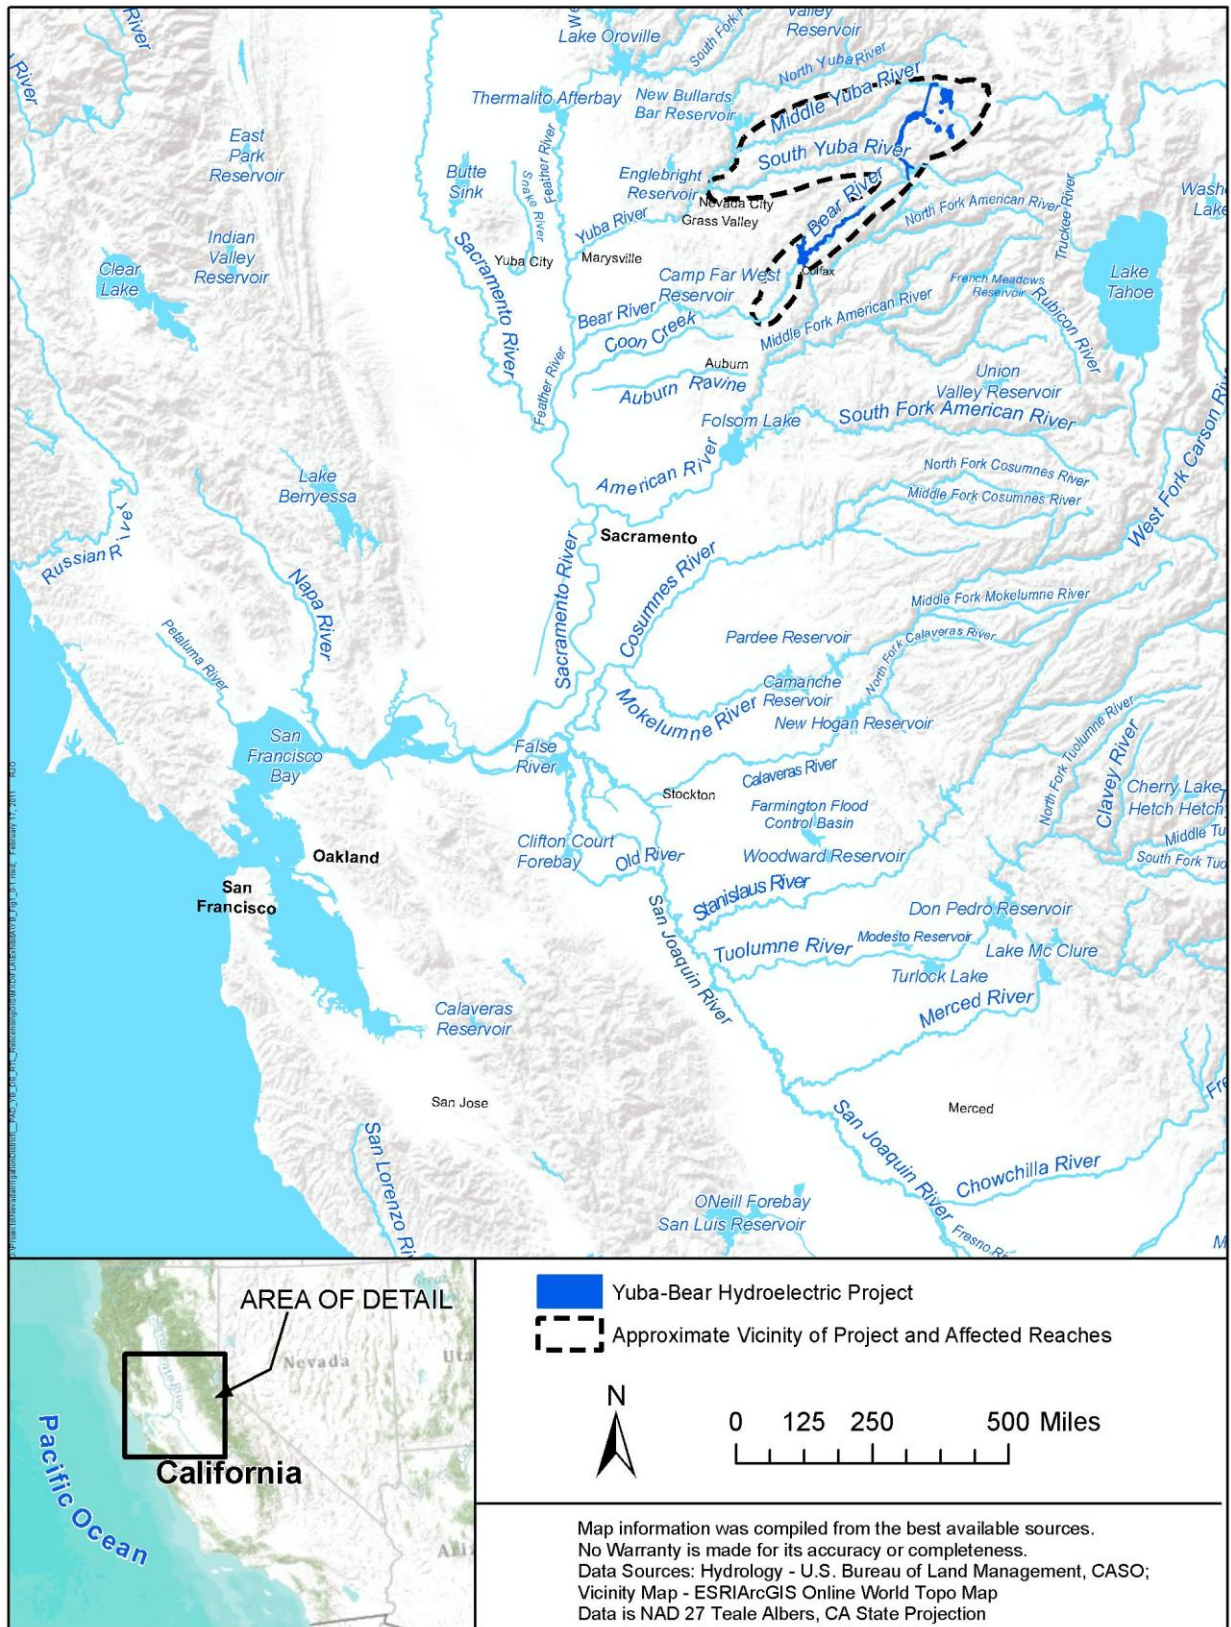 River
River
Lake Oroville
South Fork F
Valley
Reservoir
North Yuba River
Thermalito Afterbay
New Bullards
Bar Reservoir
Middle Yuba River
East
Park
Reservoir
Butte
Sink
Snake River
Feather River
Englebright
Reservoir
South Yuba River
Nevada City
Grass Valley
Bear River
North Fork American River
Truckee River
Lake
Yuba River
Indian
Valley
Reservoir
Clear
Lake
Sacramento River
Yuba City
Marysville
Camp Far West
Reservoir
Colfax
French Meadows
Reservoir
Lake
Tahoe
Bear River
Coon Creek
Middle Fork American River
Rubicon River
Feather River
Auburn
Auburn Ravine
Union
Valley Reservoir
Folsom Lake
South Fork American River
West Fork Carson Riv
Lake
Berryessa
American River
North Fork Cosumnes River
Middle Fork Cosumnes River
Russian River
Sacramento
Napa River
Sacramento River
Cosumnes River
Middle Fork Mokelumne River
Petaluma River
Pardee Reservoir
North Fork Calaveras River
Camanche
Reservoir
Mokelumne River
New Hogan Reservoir
San
Francisco
Bay
False
River
Stockton
Calaveras River
North Fork Tuolumne River
Clavey River
Cherry Lake
Hetch Hetch
Farmington Flood
Control Basin
Middle Tu
South Fork Tuo
Oakland
Clifton Court
Forebay
Old River
Woodward Reservoir
San
Francisco
Stanislaus River
San Joaquin River
Don Pedro Reservoir
Tuolumne River
Modesto Reservoir
Lake Mc Clure
Turlock Lake
Merced River
Calaveras
Reservoir
San Jose
Merced
San Joaquin River
Fre
San Lorenzo Riv
Chowchilla River
ONeill Forebay
San Luis Reservoir
Fresno R
M
AREA OF DETAIL
Nevada
California
Pacific Ocean
Yuba-Bear Hydroelectric Project
Approximate Vicinity of Project and Affected Reaches
N
0 125 250 500 Miles
Map information was compiled from the best available sources.
No Warranty is made for its accuracy or completeness.
Data Sources: Hydrology - U.S. Bureau of Land Management, CASO;
Vicinity Map - ESRIArcGIS Online World Topo Map
Data is NAD 27 Teale Albers, CA State Projection